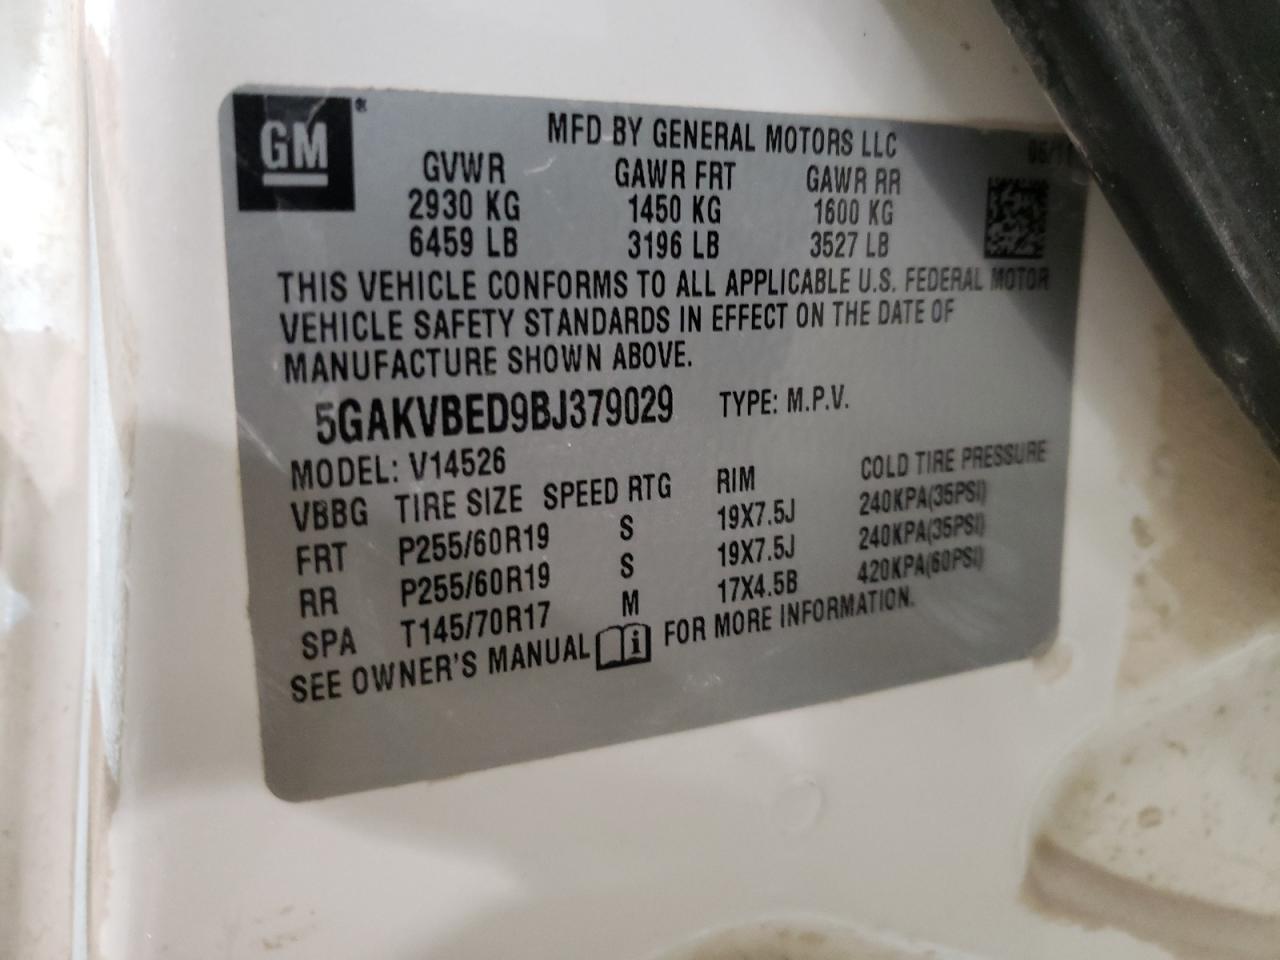 GM ®
MFD BY GENERAL MOTORS LLC
06/11
GVWR GAWR FRT GAWR RR
2930 KG 1450 KG 1600 KG
6459 LB 3196 LB 3527 LB
THIS VEHICLE CONFORMS TO ALL APPLICABLE U.S. FEDERAL MOTOR
VEHICLE SAFETY STANDARDS IN EFFECT ON THE DATE OF
MANUFACTURE SHOWN ABOVE.
5GAKVBED9BJ379029 TYPE: M.P.V.
MODEL: V14526
VBBG TIRE SIZE SPEED RTG RIM COLD TIRE PRESSURE
FRT P255/60R19 S 19X7.5J 240KPA(35PSI)
RR P255/60R19 S 19X7.5J 240KPA(35PSI)
SPA T145/70R17 M 17X4.5B 420KPA(60PSI)
SEE OWNER'S MANUAL i FOR MORE INFORMATION.